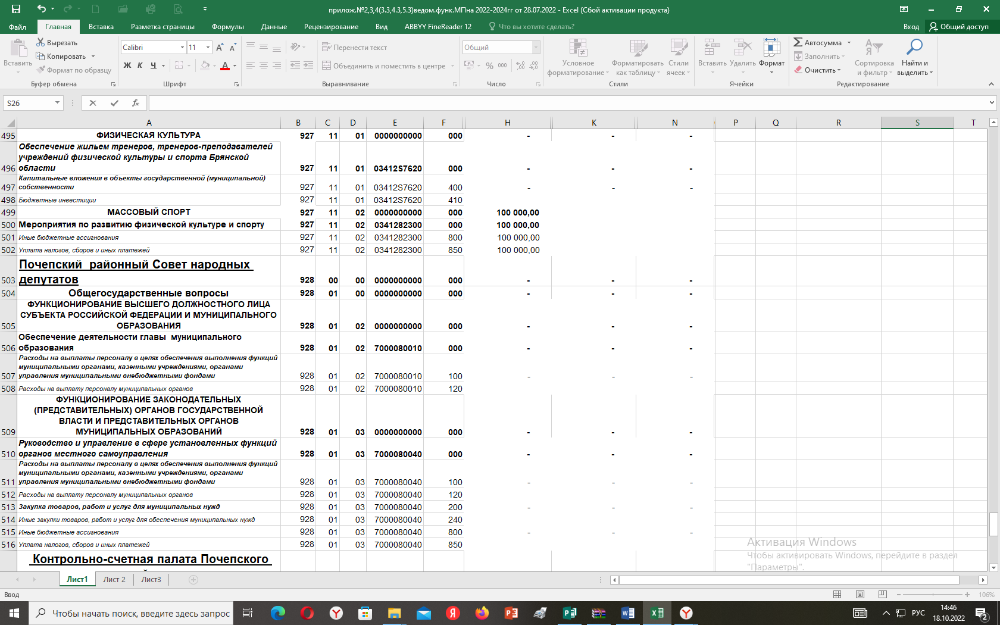 прилож.№2,3,4(3.3,4.3,5.3)ведом.функ.МПна 2022-2024гг от 28.07.2022 - Excel (Сбой активации продукта)
Файл Главная Вставка Разметка страницы Формулы Данные Рецензирование Вид ABBYY FineReader 12 Что вы хотите сделать? Вход Общий доступ
Вставить
Вырезать
Копировать
Формат по образцу
Буфер обмена
Calibri 11
Ж К Ч А
Шрифт
Перенести текст
Объединить и поместить в центре
Выравнивание
Общий
% 000
Число
Условное форматирование
Форматировать как таблицу
Стили ячеек
Стили
Вставить Удалить Формат
Ячейки
Автосумма
Заполнить
Очистить
Сортировка и фильтр
Найти и выделить
Редактирование
S26 fx
A B C D E F H K N P Q R S T
495 ФИЗИЧЕСКАЯ КУЛЬТУРА 927 11 01 0000000000 000 - - -
Обеспечение жильем тренеров, тренеров-преподавателей
учреждений физической культуры и спорта Брянской
496 области 927 11 01 03412S7620 000 - - -
Капитальные вложения в объекты государственной (муниципальной)
497 собственности 927 11 01 03412S7620 400 - - -
498 Бюджетные инвестиции 927 11 01 03412S7620 410
499 МАССОВЫЙ СПОРТ 927 11 02 0000000000 000 100 000,00
500 Мероприятия по развитию физической культуре и спорту 927 11 02 0341282300 000 100 000,00
501 Иные бюджетные ассигнования 927 11 02 0341282300 800 100 000,00
502 Уплата налогов, сборов и иных платежей 927 11 02 0341282300 850 100 000,00
Почепский районный Совет народных
503 депутатов 928 00 00 0000000000 000 - - -
504 Общегосударственные вопросы 928 01 00 0000000000 000 - - -
ФУНКЦИОНИРОВАНИЕ ВЫСШЕГО ДОЛЖНОСТНОГО ЛИЦА
СУБЪЕКТА РОССИЙСКОЙ ФЕДЕРАЦИИ И МУНИЦИПАЛЬНОГО
505 ОБРАЗОВАНИЯ 928 01 02 0000000000 000 - - -
Обеспечение деятельности главы муниципального
506 образования 928 01 02 7000080010 000 - - -
Расходы на выплаты персоналу в целях обеспечения выполнения функций
муниципальными органами, казенными учреждениями, органами
507 управления муниципальными внебюджетными фондами 928 01 02 7000080010 100 - - -
508 Расходы на выплату персоналу муниципальных органов 928 01 02 7000080010 120
ФУНКЦИОНИРОВАНИЕ ЗАКОНОДАТЕЛЬНЫХ
(ПРЕДСТАВИТЕЛЬНЫХ) ОРГАНОВ ГОСУДАРСТВЕННОЙ
ВЛАСТИ И ПРЕДСТАВИТЕЛЬНЫХ ОРГАНОВ
509 МУНИЦИПАЛЬНЫХ ОБРАЗОВАНИЙ 928 01 03 0000000000 000 - - -
Руководство и управление в сфере установленных функций
510 органов местного самоуправления 928 01 03 7000080040 000 - - -
Расходы на выплаты персоналу в целях обеспечения выполнения функций
муниципальными органами, казенными учреждениями, органами
511 управления муниципальными внебюджетными фондами 928 01 03 7000080040 100 - - -
512 Расходы на выплату персоналу муниципальных органов 928 01 03 7000080040 120
513 Закупка товаров, работ и услуг для муниципальных нужд 928 01 03 7000080040 200 - - -
514 Иные закупки товаров, работ и услуг для обеспечения муниципальных нужд 928 01 03 7000080040 240
515 Иные бюджетные ассигнования 928 01 03 7000080040 800 - - -
516 Уплата налогов, сборов и иных платежей 928 01 03 7000080040 850
Контрольно-счетная палата Почепского
Активация Windows
Чтобы активировать Windows, перейдите в раздел
"Параметры".
Лист1 Лист 2 Лист3
Ввод 106%
Чтобы начать поиск, введите здесь запрос
РУС
14:46
18.10.2022
2